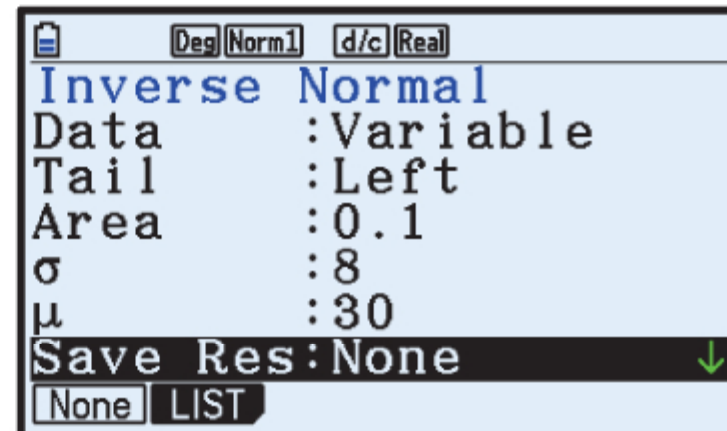 Deg Norm1 d/c Real
Inverse Normal
Data :Variable
Tail :Left
Area :0.1
σ :8
μ :30
Save Res:None ↓
None LIST